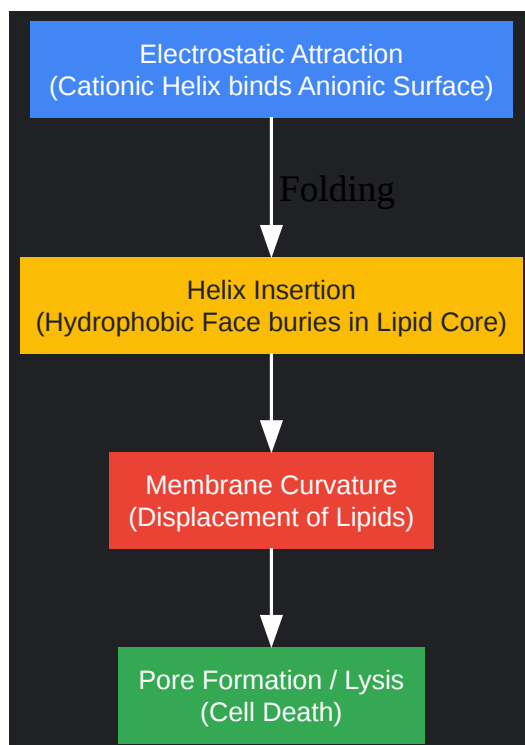 Electrostatic Attraction
(Cationic Helix binds Anionic Surface)
Folding
Helix Insertion
(Hydrophobic Face buries in Lipid Core)
Membrane Curvature
(Displacement of Lipids)
Pore Formation / Lysis
(Cell Death)